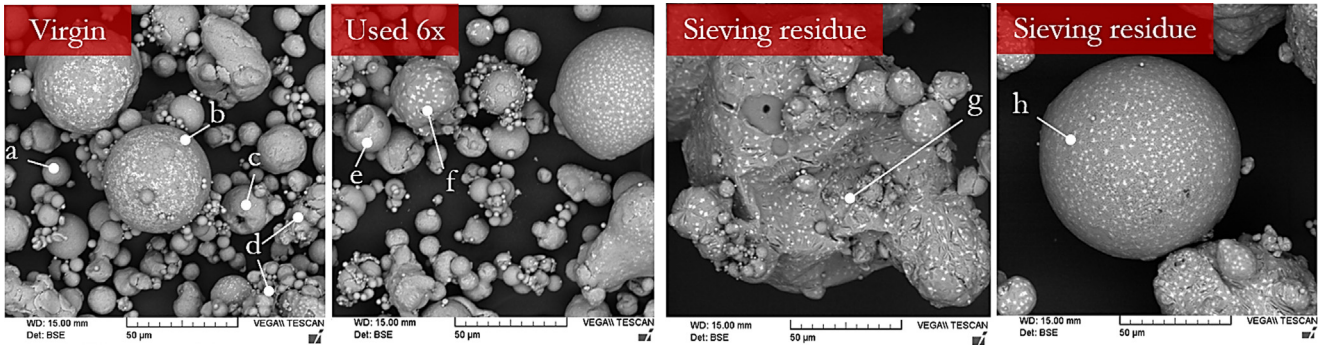 Virgin
b
a
c
d
WD: 15.00 mm
Det: BSE
50 µm
VEGA\\ TESCAN
Used 6x
e
f
WD: 15.00 mm
Det: BSE
50 µm
VEGA\\ TESCAN
Sieving residue
g
WD: 15.00 mm
Det: BSE
50 µm
VEGA\\ TESCAN
Sieving residue
h
WD: 15.00 mm
Det: BSE
50 µm
VEGA\\ TESCAN